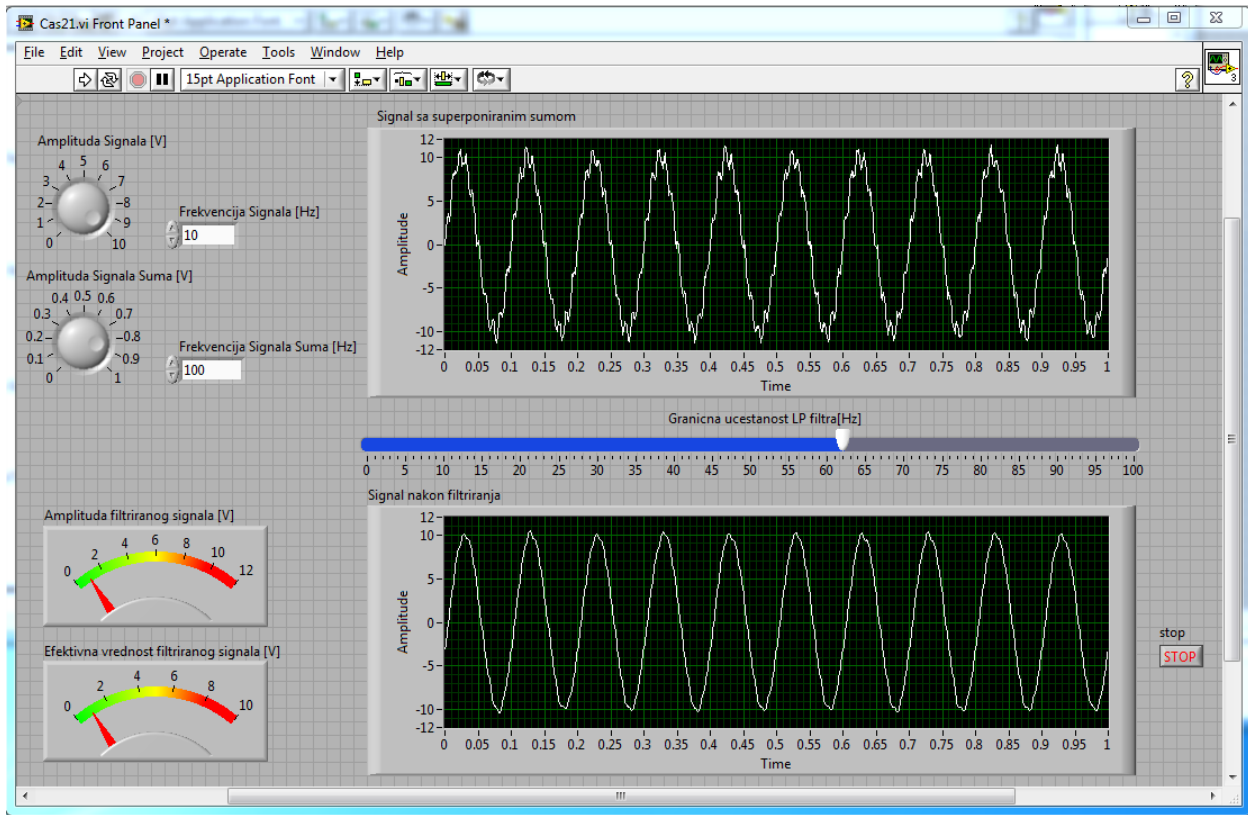 Cas21.vi Front Panel *
File Edit View Project Operate Tools Window Help
15pt Application Font
3
Amplituda Signala [V]
0 1 2 3 4 5 6 7 8 9 10
Frekvencija Signala [Hz]
10
Amplituda Signala Suma [V]
0 0.1 0.2 0.3 0.4 0.5 0.6 0.7 0.8 0.9 1
Frekvencija Signala Suma [Hz]
100
Signal sa superponiranim sumom
Amplitude
12
10
5
0
-5
-10
-12
0 0.05 0.1 0.15 0.2 0.25 0.3 0.35 0.4 0.45 0.5 0.55 0.6 0.65 0.7 0.75 0.8 0.85 0.9 0.95 1
Time
Granicna ucestanost LP filtra[Hz]
0 5 10 15 20 25 30 35 40 45 50 55 60 65 70 75 80 85 90 95 100
Amplituda filtriranog signala [V]
0 2 4 6 8 10 12
Efektivna vrednost filtriranog signala [V]
0 2 4 6 8 10
Signal nakon filtriranja
Amplitude
12
10
5
0
-5
-10
-12
0 0.05 0.1 0.15 0.2 0.25 0.3 0.35 0.4 0.45 0.5 0.55 0.6 0.65 0.7 0.75 0.8 0.85 0.9 0.95 1
Time
stop
STOP